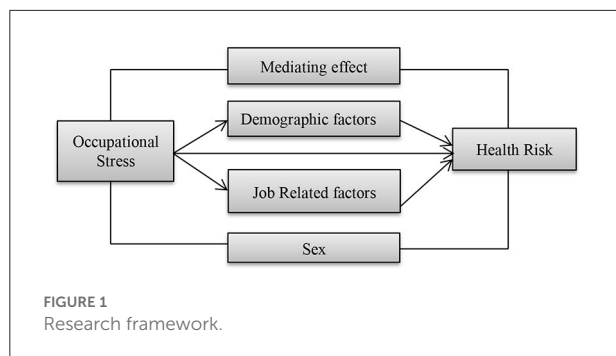 Mediating effect
Demographic factors
Occupational
Stress
Health Risk
Job Related factors
Sex
FIGURE 1
Research framework.